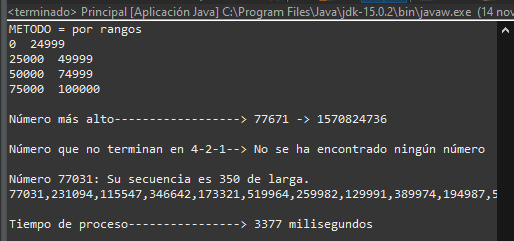 <terminado> Principal [Aplicación Java] C:\Program Files\Java\jdk-15.0.2\bin\javaw.exe (14 nov
METODO = por rangos
0  24999
25000  49999
50000  74999
75000  100000
Número más alto------------------> 77671 -> 1570824736
Número que no terminan en 4-2-1--> No se ha encontrado ningún número
Número 77031: Su secuencia es 350 de larga.
77031,231094,115547,346642,173321,519964,259982,129991,389974,194987,5
Tiempo de proceso----------------> 3377 milisegundos